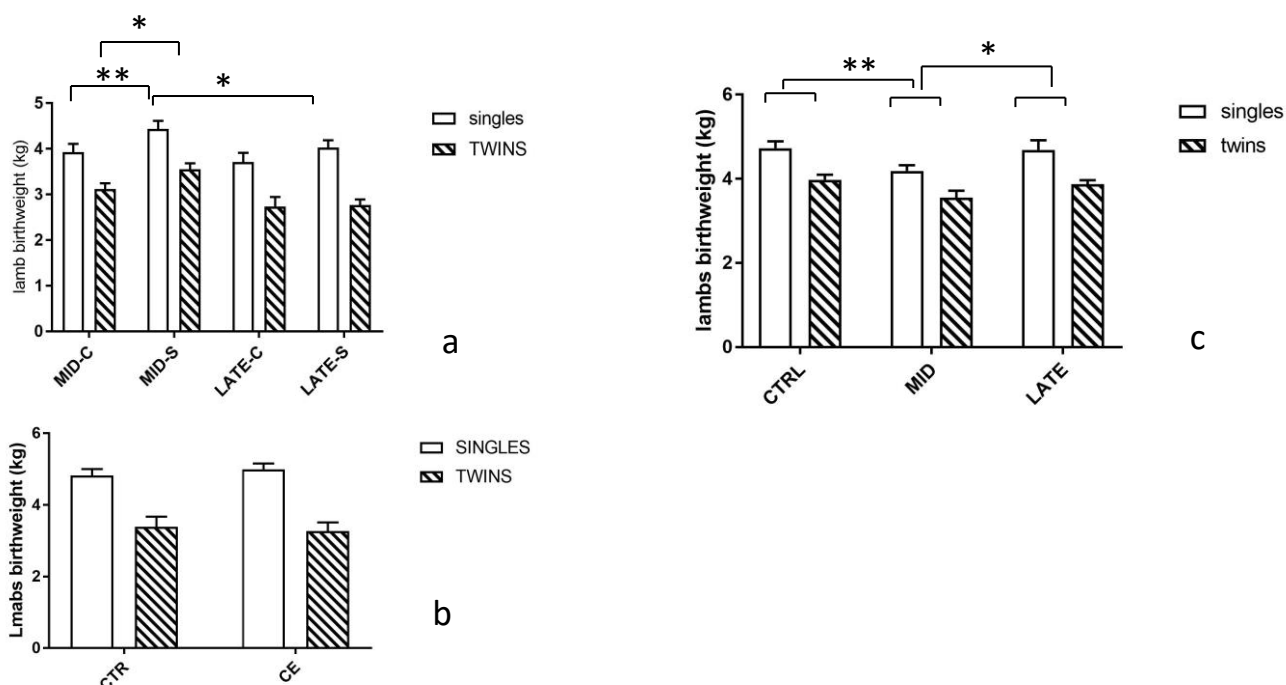 *
**
*
5
4
3
2
1
0
lamb birthweight (kg)
MID-C
MID-S
LATE-C
LATE-S
singles
TWINS
a
**
*
6
4
2
0
lambs birthweight (kg)
CTRL
MID
LATE
singles
twins
c
6
4
2
0
Lmabs birthweight (kg)
CTR
CE
SINGLES
TWINS
b